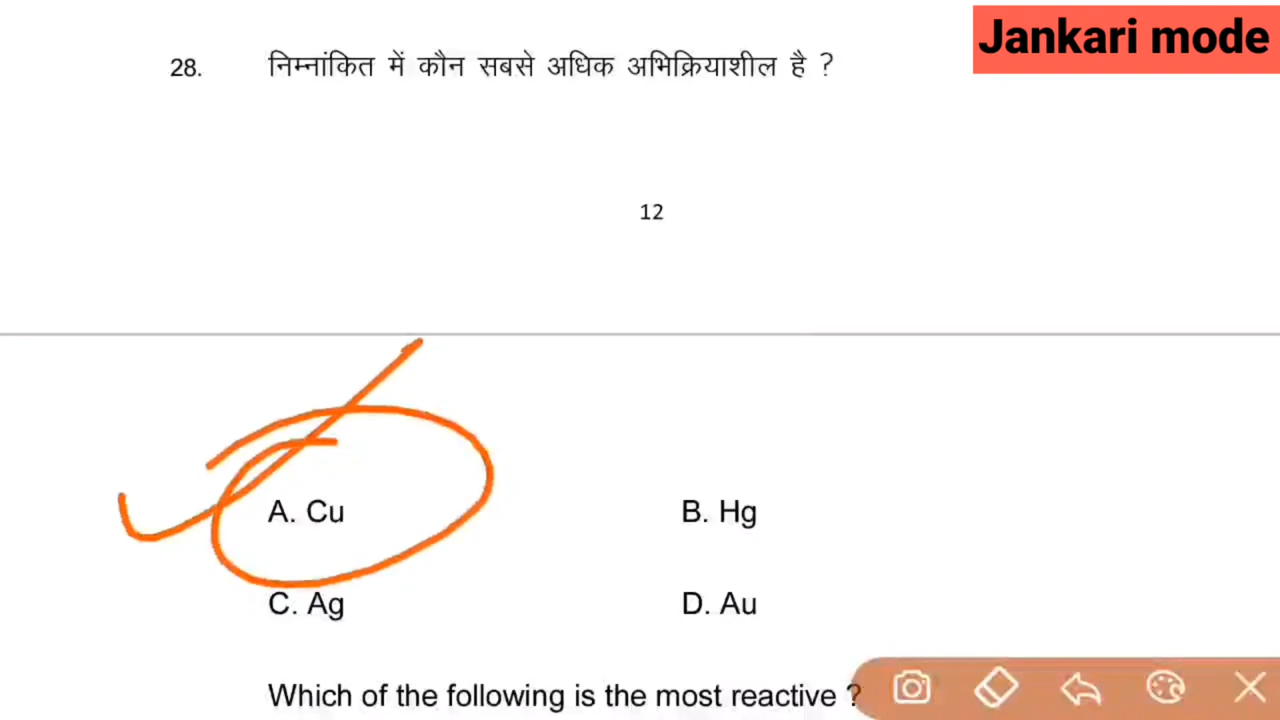 Jankari mode
28. निम्नांकित में कौन सबसे अधिक अभिक्रियाशील है ?
12
A. Cu B. Hg
C. Ag D. Au
Which of the following is the most reactive ?